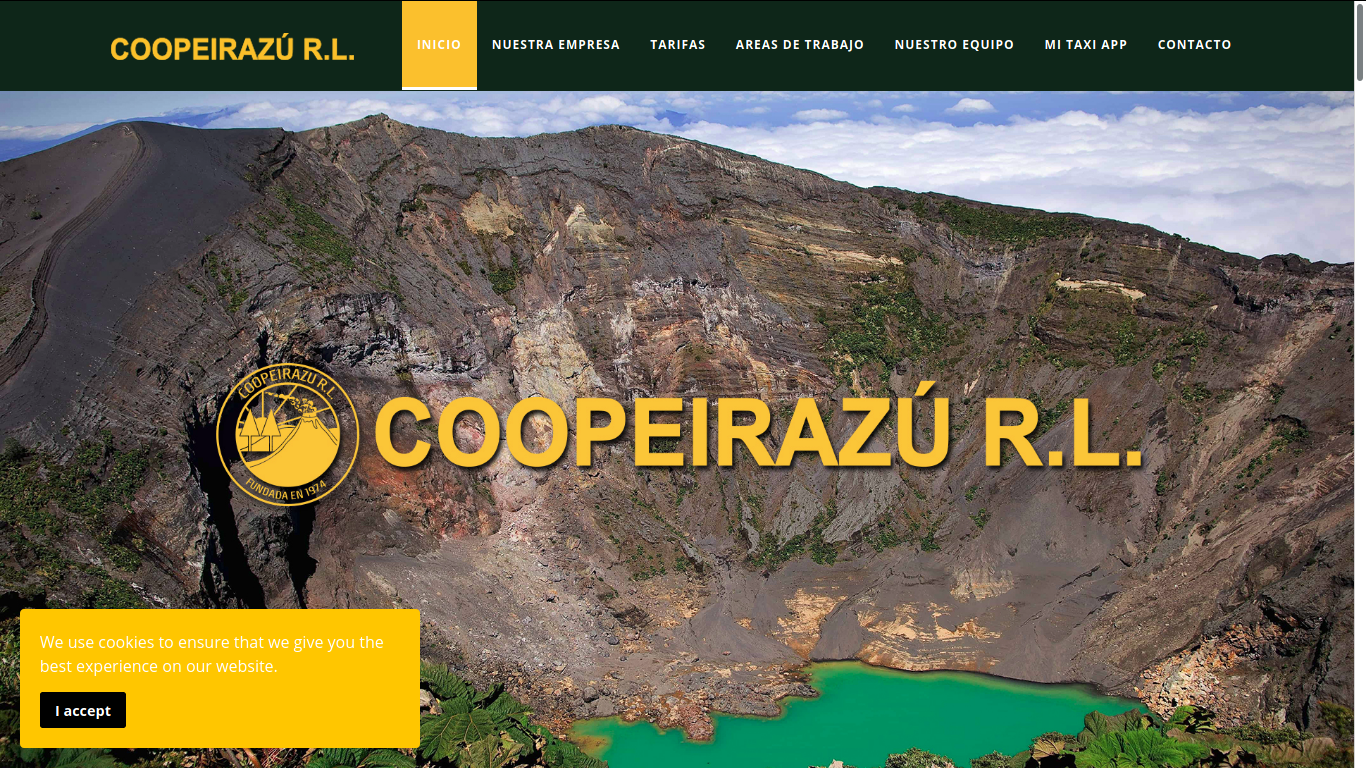 COOPEIRAZÚ R.L.
INICIO
NUESTRA EMPRESA
TARIFAS
AREAS DE TRABAJO
NUESTRO EQUIPO
MI TAXI APP
CONTACTO
COOPEIRAZU R.L.
FUNDADA EN 1974
COOPEIRAZÚ R.L.
We use cookies to ensure that we give you the
best experience on our website.
I accept